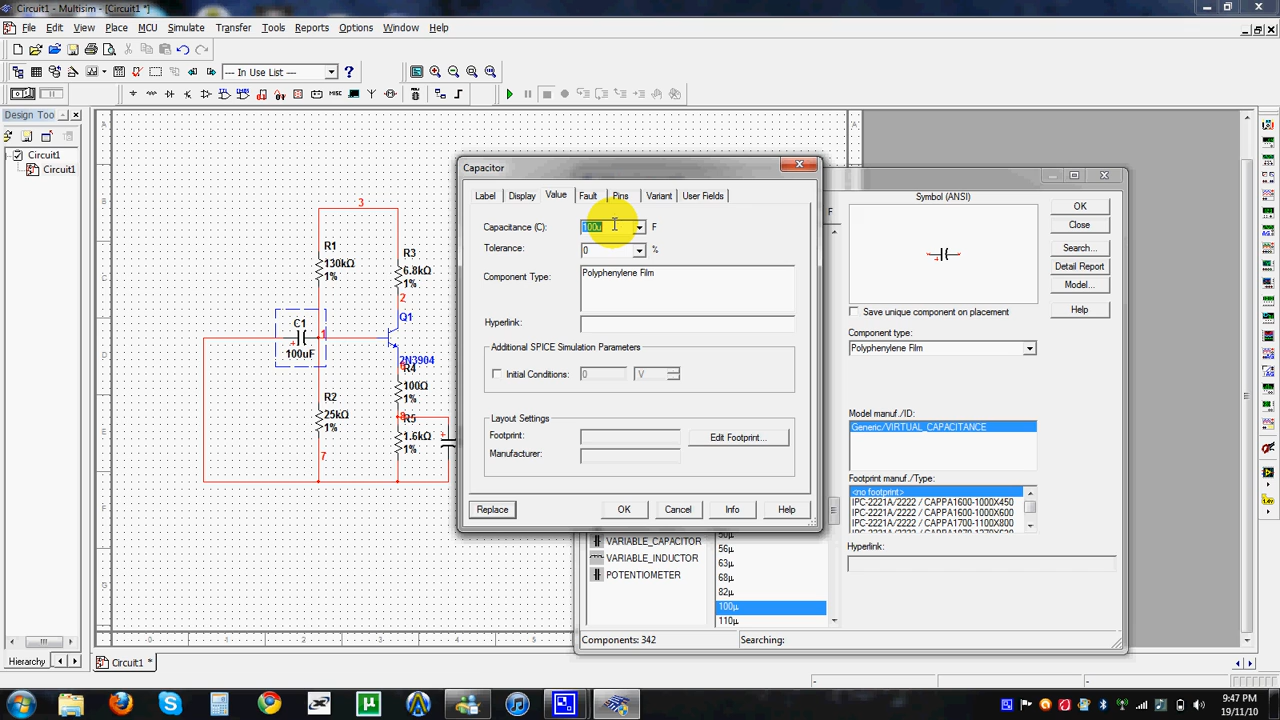 Circuit1 - Multisim - [Circuit1 *]
File Edit View Place MCU Simulate Transfer Tools Reports Options Window Help
--- In Use List ---
Design Too
Circuit1
Circuit1
3
R1
130kΩ
1%
R3
6.8kΩ
1%
2
Q1
C1
1
100uF
2N3904
R4
100Ω
1%
R2
25kΩ
1%
8
R5
1.6kΩ
1%
7
Capacitor
Label Display Value Fault Pins Variant User Fields
Capacitance (C): 100u F
Tolerance: 0 %
Component Type: Polyphenylene Film
Hyperlink:
Additional SPICE Simulation Parameters
Initial Conditions: 0 V
Layout Settings
Footprint: Edit Footprint...
Manufacturer:
Replace OK Cancel Info Help
F
Symbol (ANSI)
OK
Close
Search...
Detail Report
Model...
Help
Save unique component on placement
Component type:
Polyphenylene Film
Model manuf./ID:
Generic/VIRTUAL_CAPACITANCE
Footprint manuf./Type:
<no footprint>
IPC-2221A/2222 / CAPPA1600-1000X450
IPC-2221A/2222 / CAPPA1600-1000X600
IPC-2221A/2222 / CAPPA1700-1100X800
Hyperlink:
VARIABLE_CAPACITOR
VARIABLE_INDUCTOR
POTENTIOMETER
56µ
63µ
68µ
82µ
100µ
110µ
Components: 342 Searching:
Hierarchy
Circuit1 *
9:47 PM
19/11/10